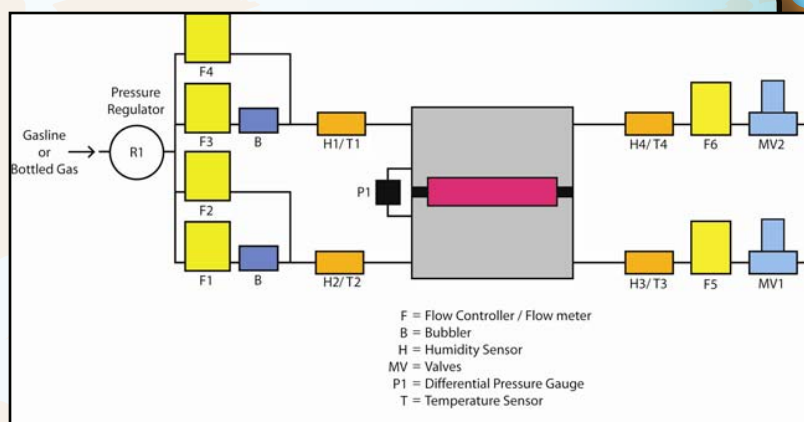 F4
Pressure
Regulator
Gasline
or
Bottled Gas
R1
F3
B
H1/ T1
H4/ T4
F6
MV2
F2
P1
F1
B
H2/ T2
H3/ T3
F5
MV1
F = Flow Controller / Flow meter
B = Bubbler
H = Humidity Sensor
MV = Valves
P1 = Differential Pressure Gauge
T = Temperature Sensor